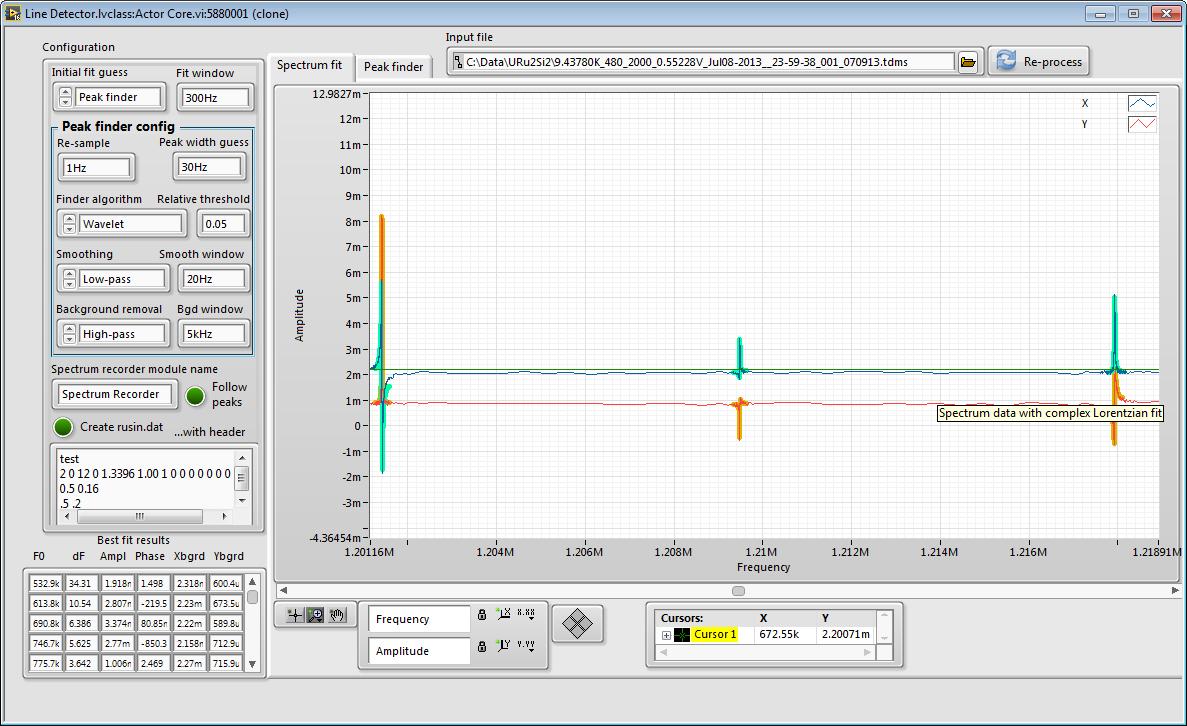 Line Detector.lvclass:Actor Core.vi:5880001 (clone)
Configuration
Initial fit guess
Fit window
Peak finder
300Hz
Peak finder config
Re-sample
Peak width guess
1Hz
30Hz
Finder algorithm
Relative threshold
Wavelet
0.05
Smoothing
Smooth window
Low-pass
20Hz
Background removal
Bgd window
High-pass
5kHz
Spectrum recorder module name
Spectrum Recorder
Follow
peaks
Create rusin.dat
...with header
test
2 0 12 0 1.3396 1.00 1 0 0 0 0 0 0 0
0.5 0.16
.5 .2
Best fit results
F0 dF Ampl Phase Xbgrd Ybgrd
532.9k 34.31 1.918n 1.498 2.318n 600.4u
613.8k 10.54 2.807n -219.5 2.23m 673.5u
690.8k 6.386 3.374n 80.85n 2.22m 589.8u
746.7k 5.625 2.77m -850.3 2.158n 712.9u
775.7k 3.642 1.006n 2.469 2.27m 715.9u
Input file
C:\Data\URu2Si2\9.43780K_480_2000_0.55228V_Jul08-2013__23-59-38_001_070913.tdms
Re-process
Spectrum fit
Peak finder
X
Y
12.9827m
12m
11m
10m
9m
8m
7m
6m
5m
4m
3m
2m
1m
0
-1m
-2m
-3m
-4.36454m
Amplitude
Spectrum data with complex Lorentzian fit
1.20116M 1.204M 1.206M 1.208M 1.21M 1.212M 1.214M 1.216M 1.21891M
Frequency
Frequency
X X.XX
Amplitude
Y Y.YY
Cursors: X Y
Cursor 1 672.55k 2.20071m